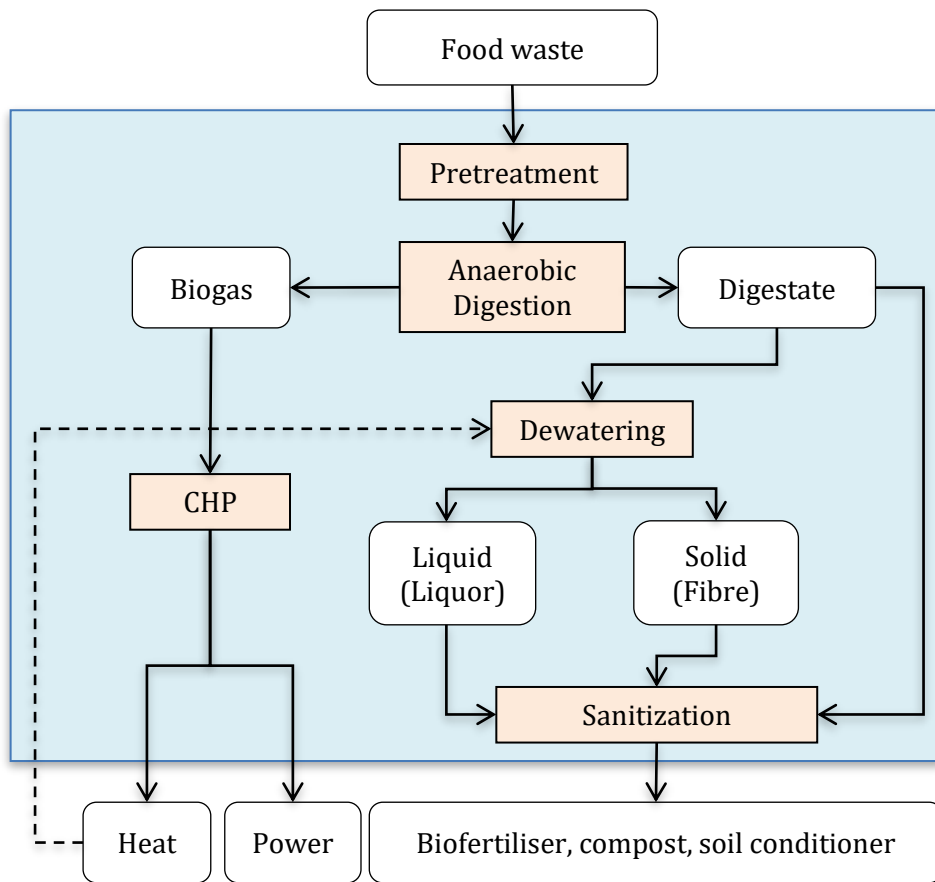 Food waste
Pretreatment
Anaerobic
Digestion
Biogas
Digestate
Dewatering
CHP
Liquid
(Liquor)
Solid
(Fibre)
Sanitization
Heat
Power
Biofertiliser, compost, soil conditioner